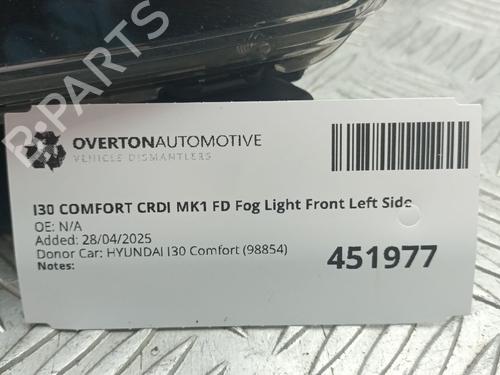 B-PARTS
OVERTONAUTOMOTIVE
VEHICLE DISMANTLERS
I30 COMFORT CRDI MK1 FD Fog Light Front Left Side
OE: N/A
Added: 28/04/2025
Donor Car: HYUNDAI I30 Comfort (98854)
Notes:
451977